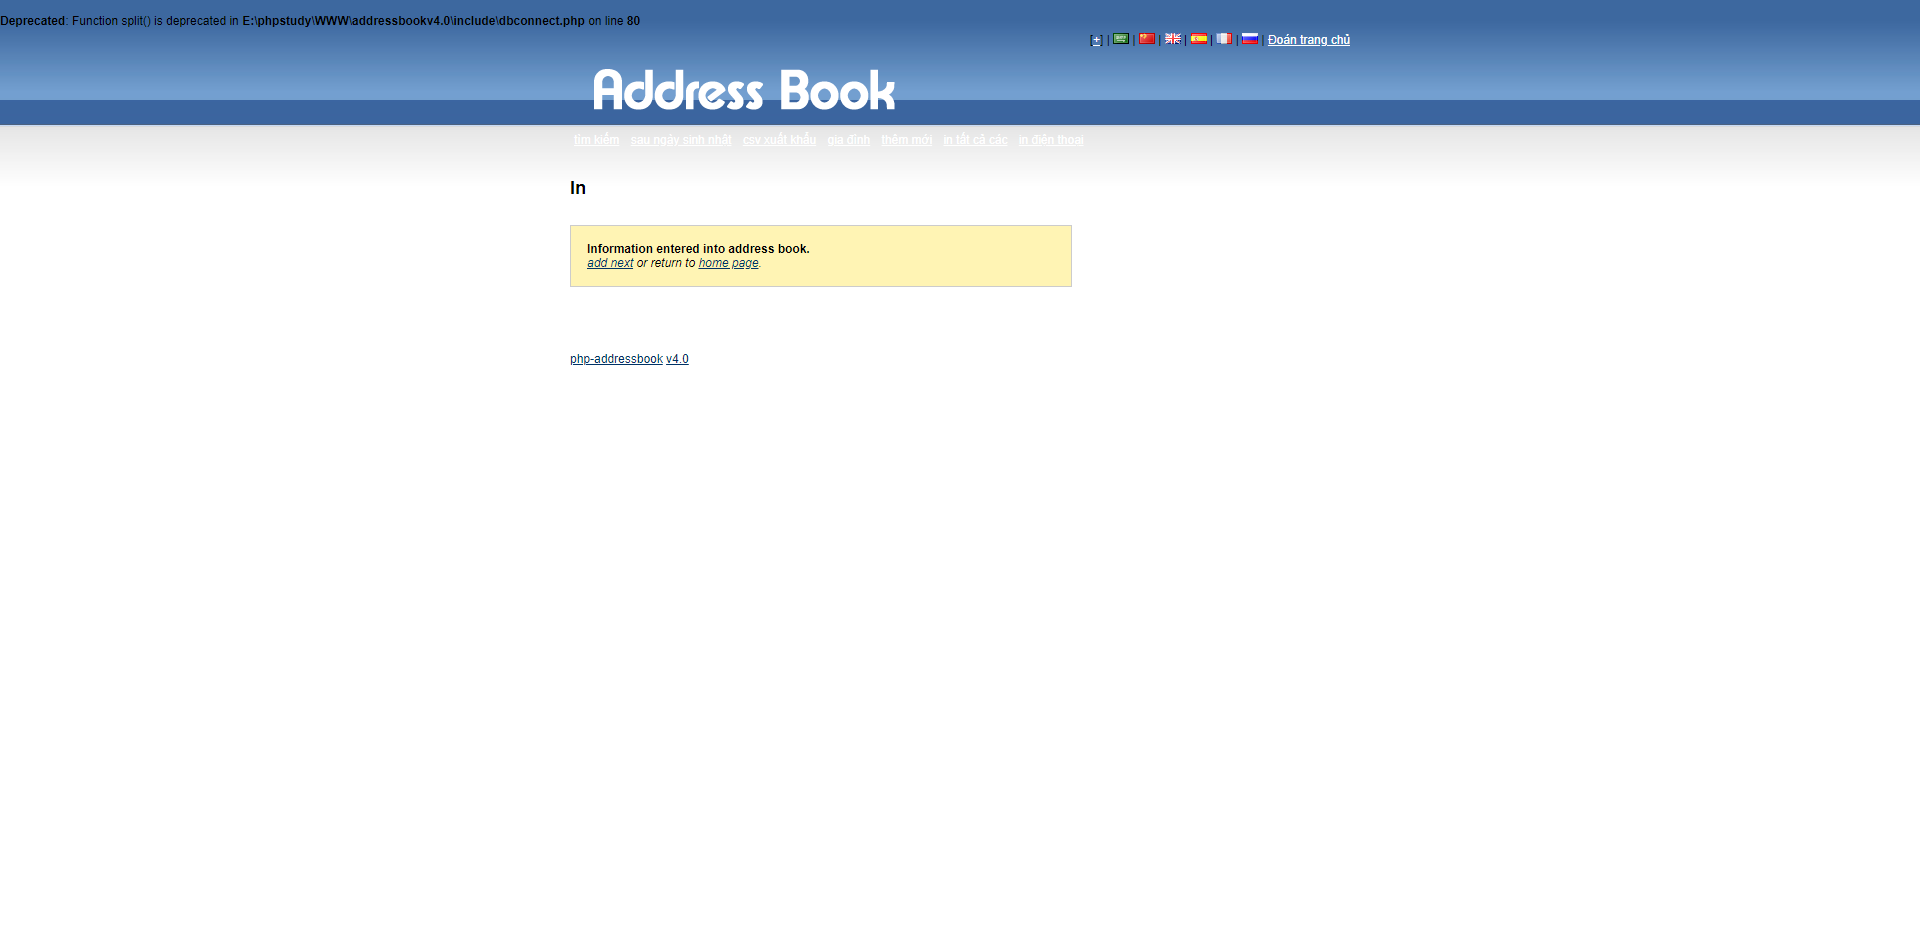 Deprecated: Function split() is deprecated in E:\phpstudy\WWW\addressbookv4.0\include\dbconnect.php on line 80
[+] | | | | | | | Đoán trang chủ
Address Book
tìm kiếm sau ngày sinh nhật csv xuất khẩu gia đình thêm mới in tất cả các in điện thoại
In
Information entered into address book.
add next or return to home page.
php-addressbook v4.0